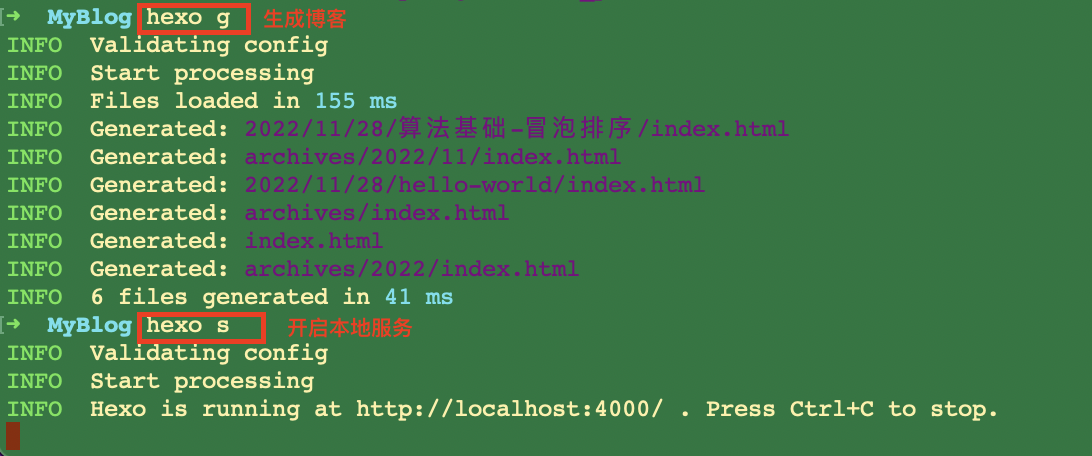 ➜ MyBlog hexo g 生成博客
INFO Validating config
INFO Start processing
INFO Files loaded in 155 ms
INFO Generated: 2022/11/28/算法基础-冒泡排序/index.html
INFO Generated: archives/2022/11/index.html
INFO Generated: 2022/11/28/hello-world/index.html
INFO Generated: archives/index.html
INFO Generated: index.html
INFO Generated: archives/2022/index.html
INFO 6 files generated in 41 ms
➜ MyBlog hexo s 开启本地服务
INFO Validating config
INFO Start processing
INFO Hexo is running at http://localhost:4000/ . Press Ctrl+C to stop.